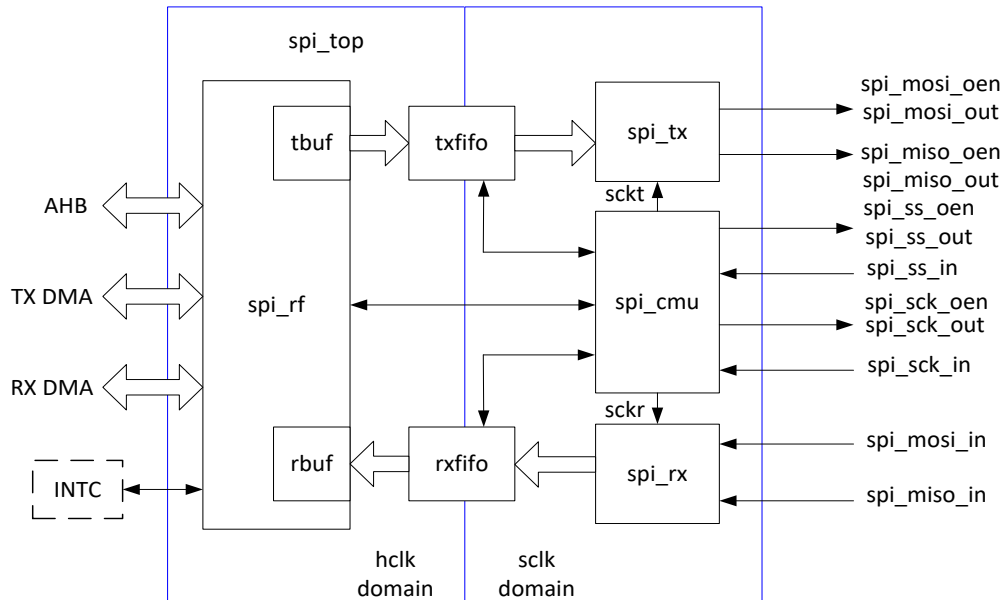 spi_top
spi_mosi_oen
spi_mosi_out
tbuf
txfifo
spi_tx
spi_miso_oen
spi_miso_out
sckt
AHB
spi_ss_oen
spi_ss_out
spi_ss_in
TX DMA
spi_rf
spi_cmu
spi_sck_oen
spi_sck_out
spi_sck_in
RX DMA
sckr
spi_mosi_in
rbuf
rxfifo
spi_rx
INTC
spi_miso_in
hclk
domain
sclk
domain